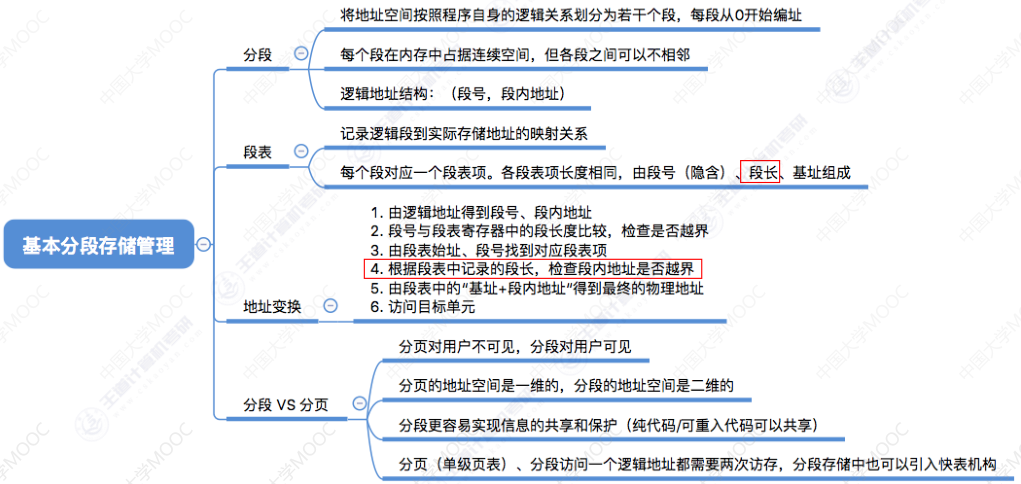 将地址空间按照程序自身的逻辑关系划分为若干个段，每段从0开始编址
分段
每个段在内存中占据连续空间，但各段之间可以不相邻
逻辑地址结构：（段号，段内地址）
记录逻辑段到实际存储地址的映射关系
段表
每个段对应一个段表项。各段表项长度相同，由段号（隐含）、段长、基址组成
基本分段存储管理
1. 由逻辑地址得到段号、段内地址
2. 段号与段表寄存器中的段长度比较，检查是否越界
3. 由段表始址、段号找到对应段表项
4. 根据段表中记录的段长，检查段内地址是否越界
5. 由段表中的“基址+段内地址”得到最终的物理地址
6. 访问目标单元
地址变换
分页对用户不可见，分段对用户可见
分页的地址空间是一维的，分段的地址空间是二维的
分段 VS 分页
分段更容易实现信息的共享和保护（纯代码/可重入代码可以共享）
分页（单级页表）、分段访问一个逻辑地址都需要两次访存，分段存储中也可以引入快表机构
中国大学MOOC
王道计算机考研